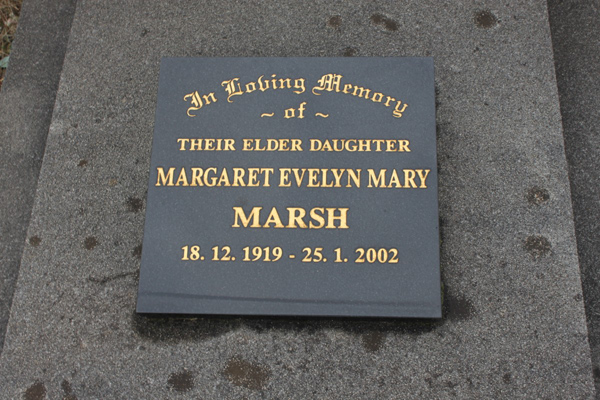 In Loving Memory
~ of ~
THEIR ELDER DAUGHTER
MARGARET EVELYN MARY
MARSH
18. 12. 1919 - 25. 1. 2002